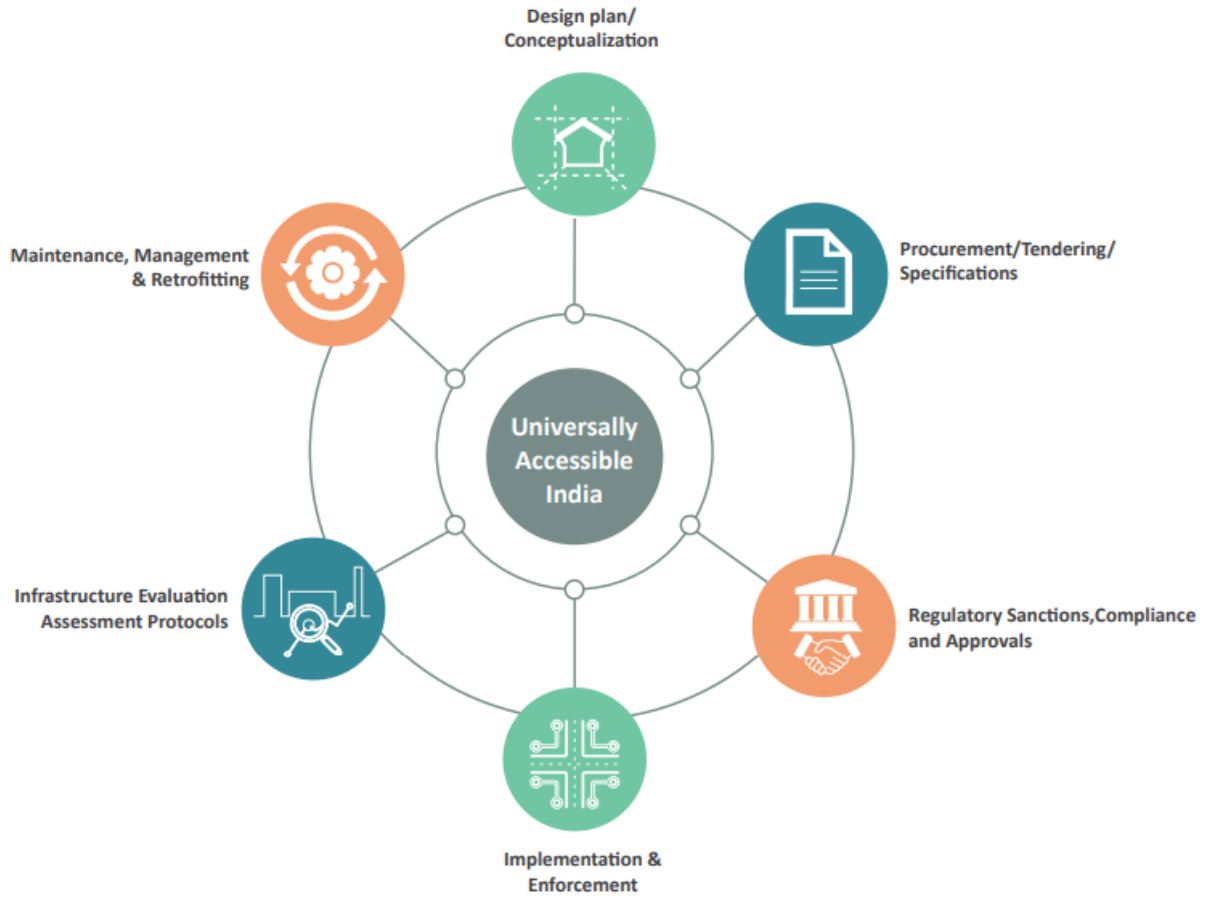 Design plan/
Conceptualization
Procurement/Tendering/
Specifications
Maintenance, Management
& Retrofitting
Universally
Accessible
India
Infrastructure Evaluation
Assessment Protocols
Regulatory Sanctions,Compliance
and Approvals
Implementation &
Enforcement